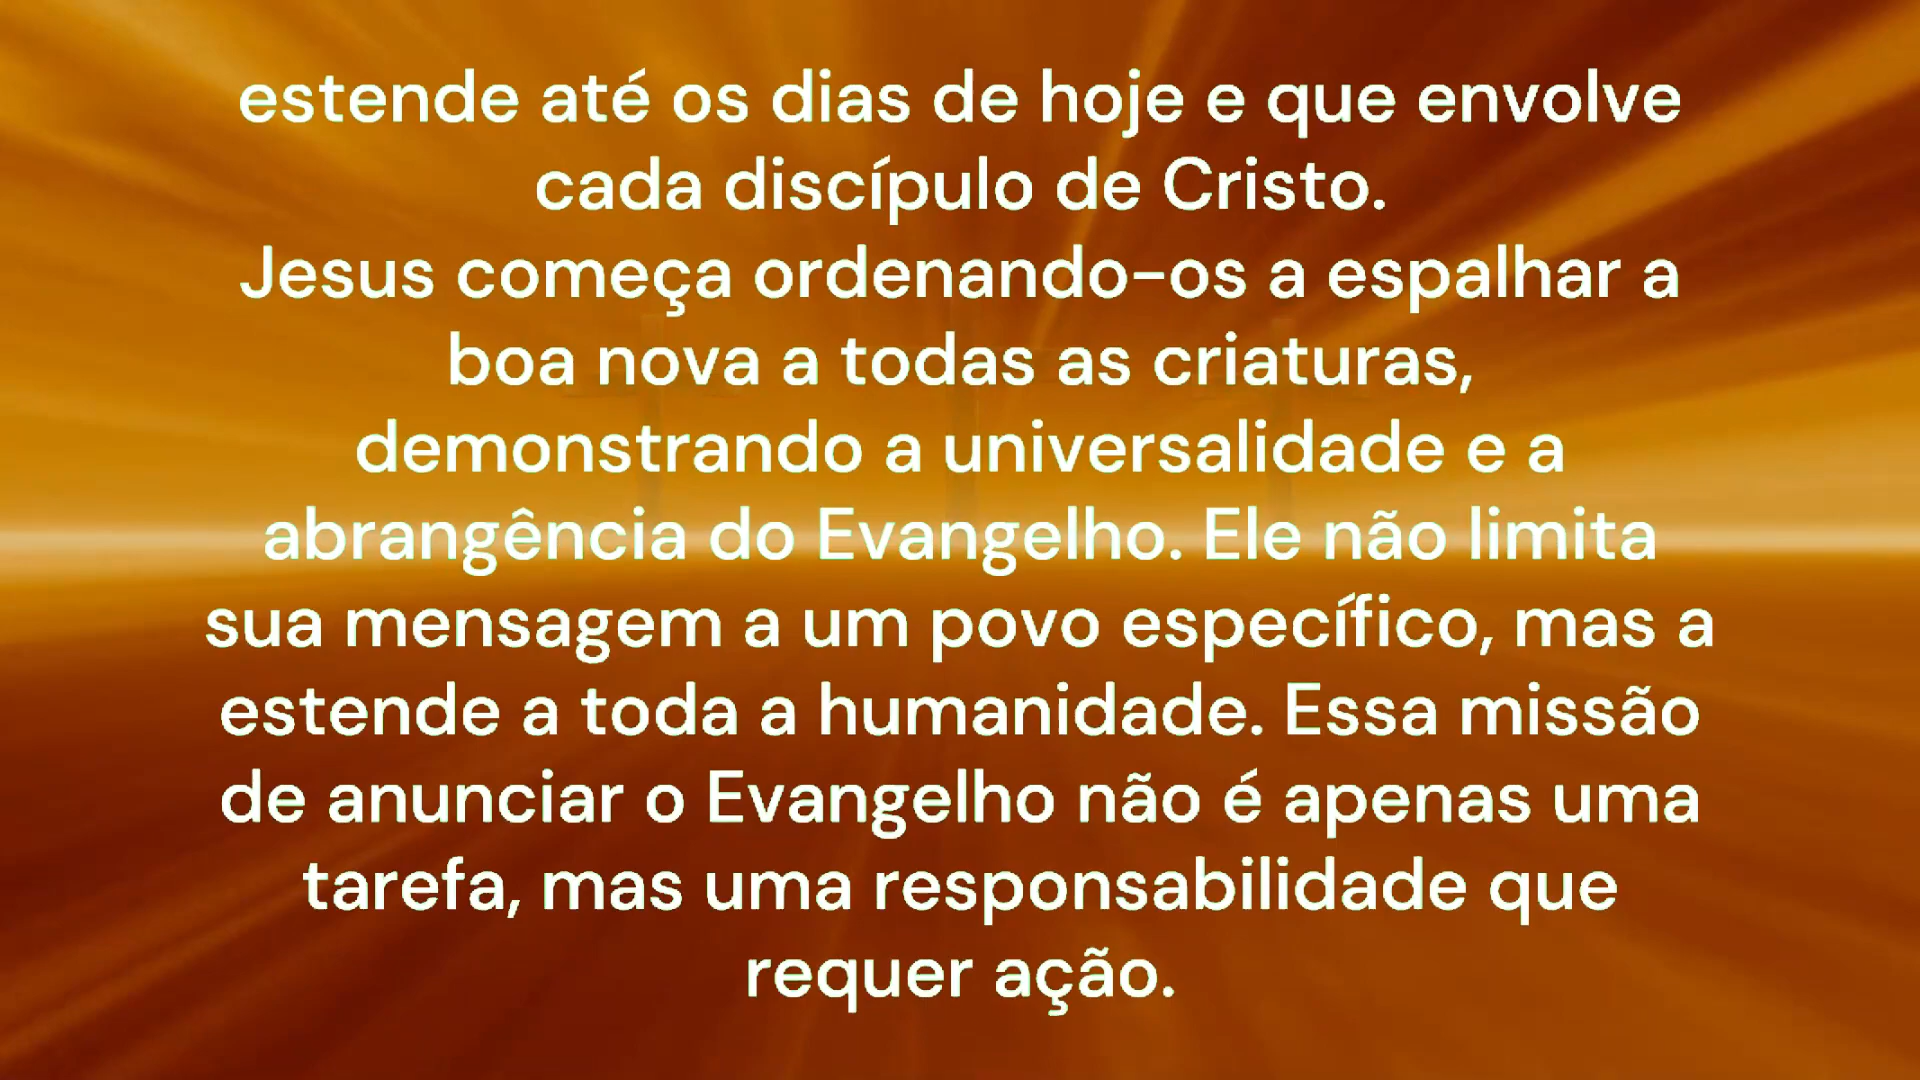 estende até os dias de hoje e que envolve
cada discípulo de Cristo.
Jesus começa ordenando-os a espalhar a
boa nova a todas as criaturas,
demonstrando a universalidade e a
abrangência do Evangelho. Ele não limita
sua mensagem a um povo específico, mas a
estende a toda a humanidade. Essa missão
de anunciar o Evangelho não é apenas uma
tarefa, mas uma responsabilidade que
requer ação.